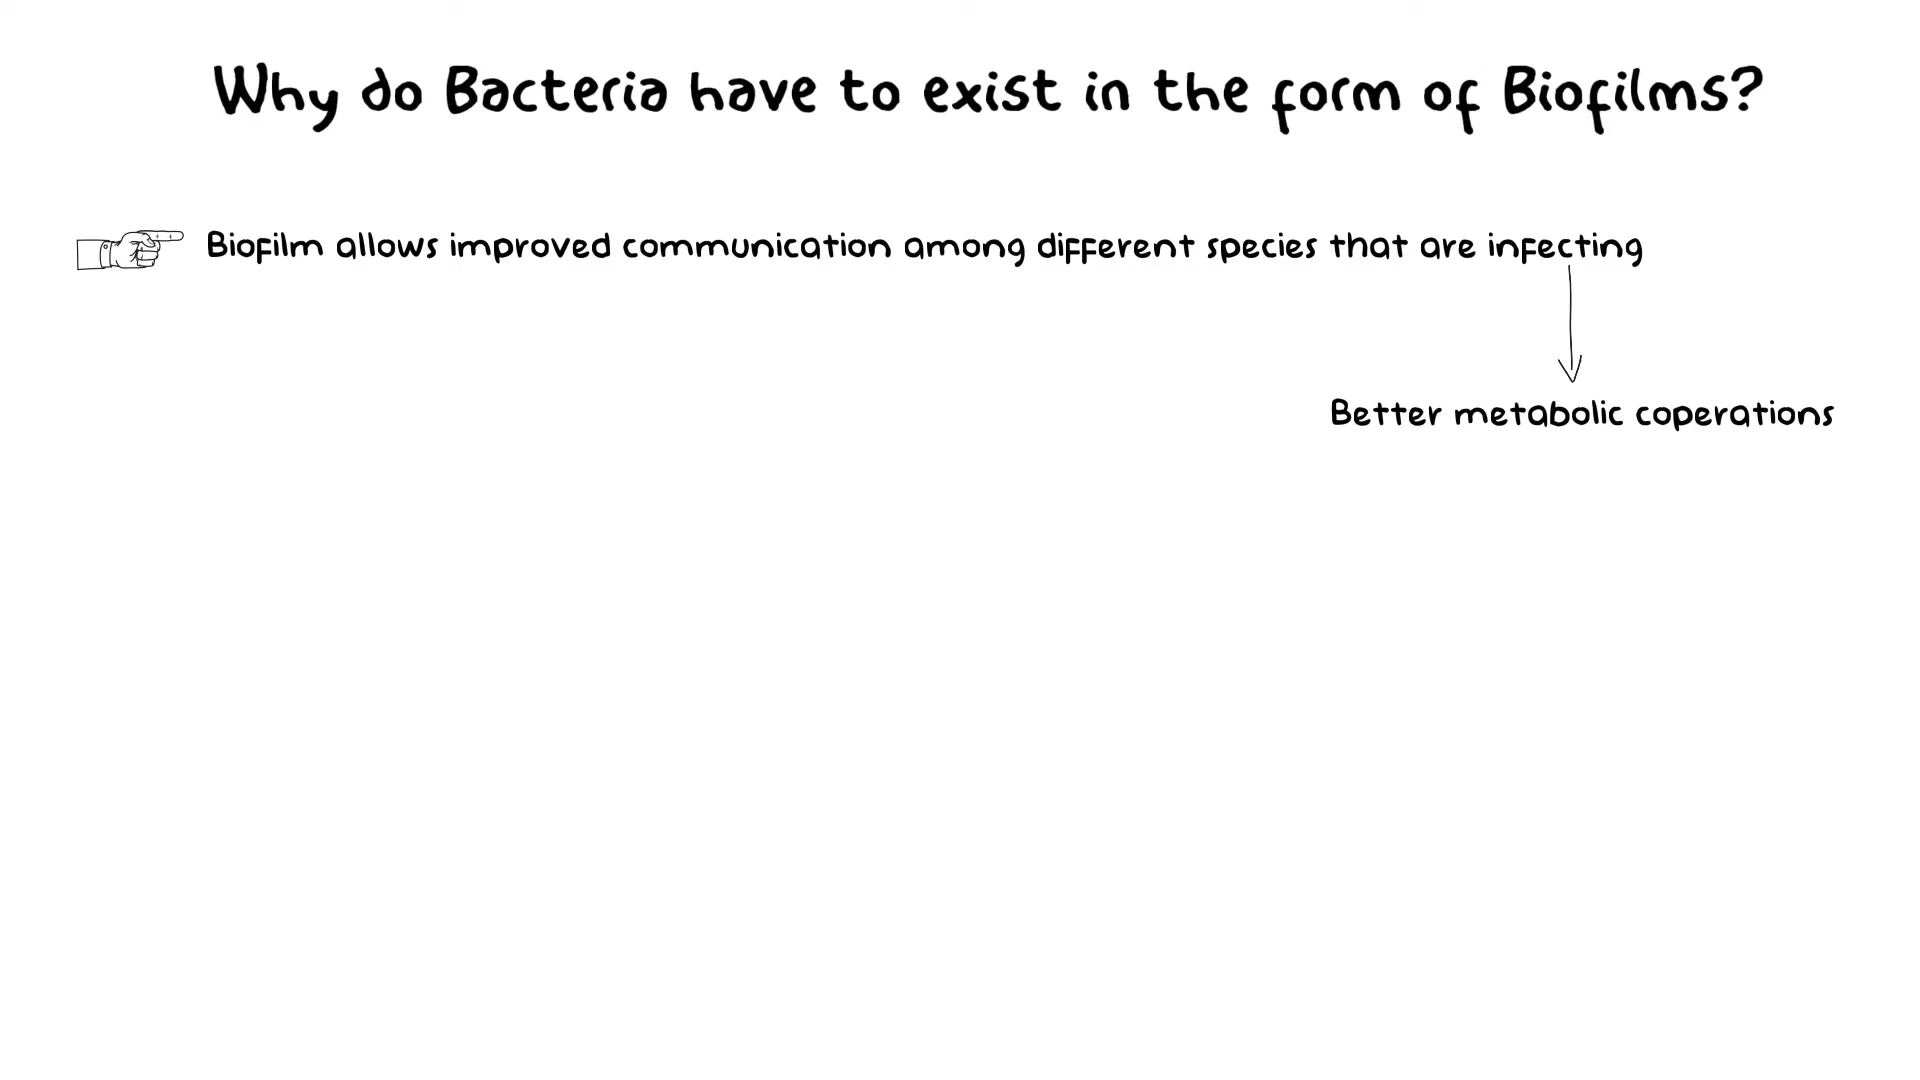 Why do Bacteria have to exist in the form of Biofilms?
Biofilm allows improved communication among different species that are infecting
Better metabolic coperations